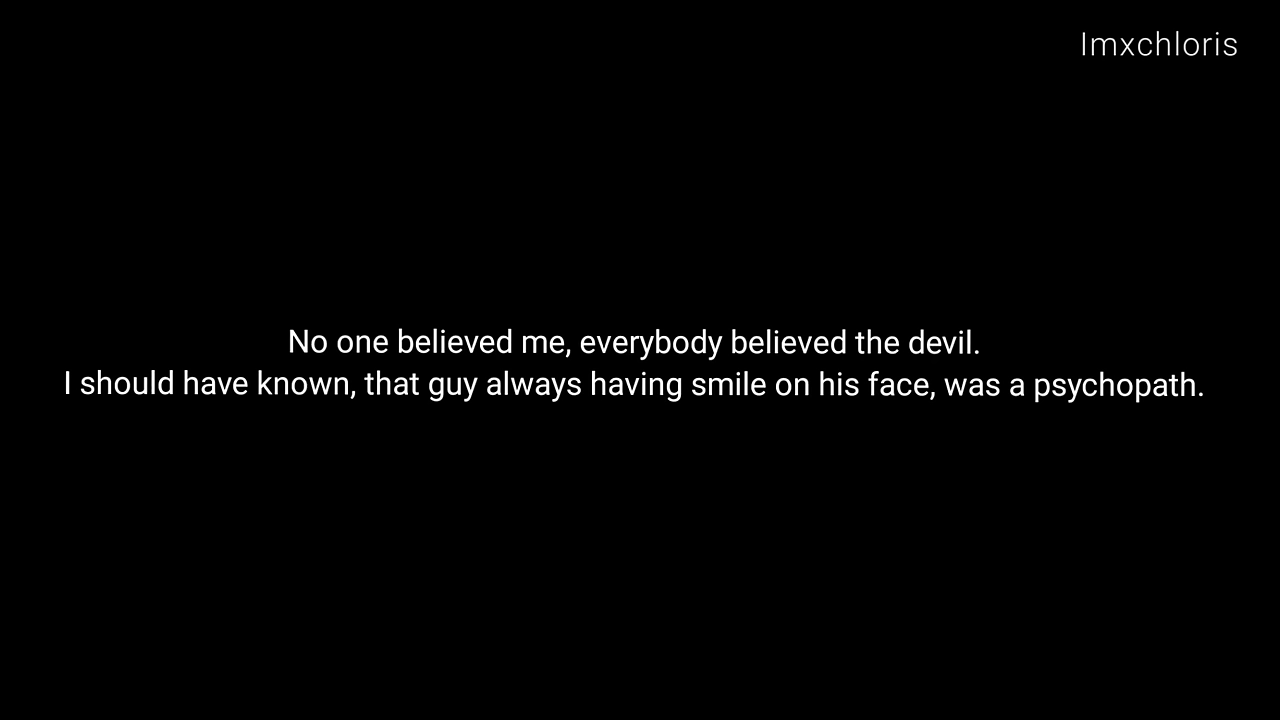 Imxchloris
No one believed me, everybody believed the devil.
I should have known, that guy always having smile on his face, was a psychopath.